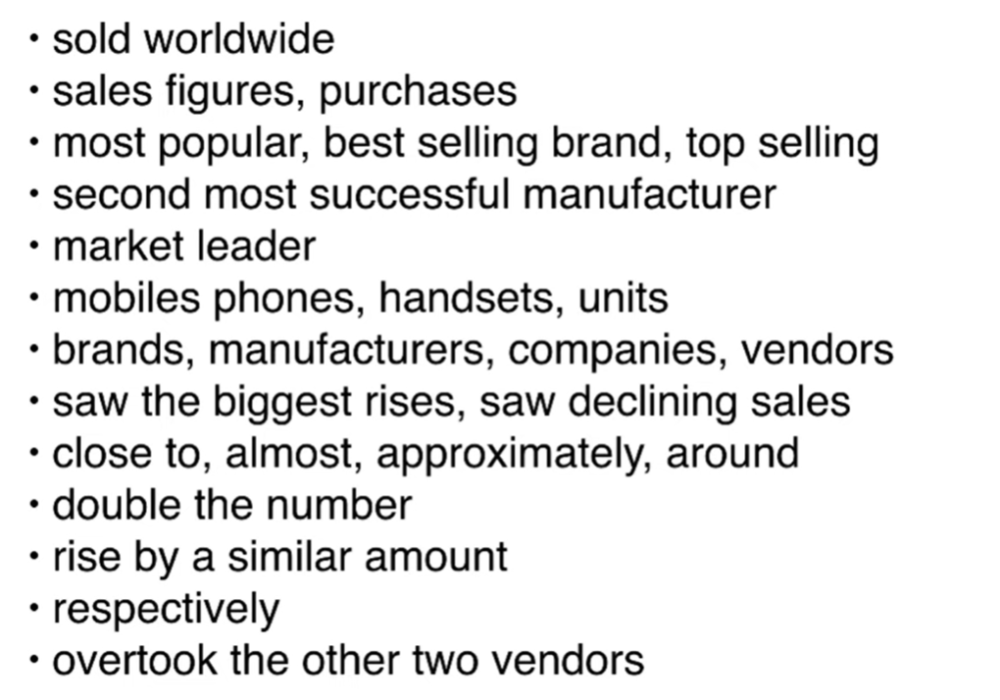 • sold worldwide
• sales figures, purchases
• most popular, best selling brand, top selling
• second most successful manufacturer
• market leader
• mobiles phones, handsets, units
• brands, manufacturers, companies, vendors
• saw the biggest rises, saw declining sales
• close to, almost, approximately, around
• double the number
• rise by a similar amount
• respectively
• overtook the other two vendors